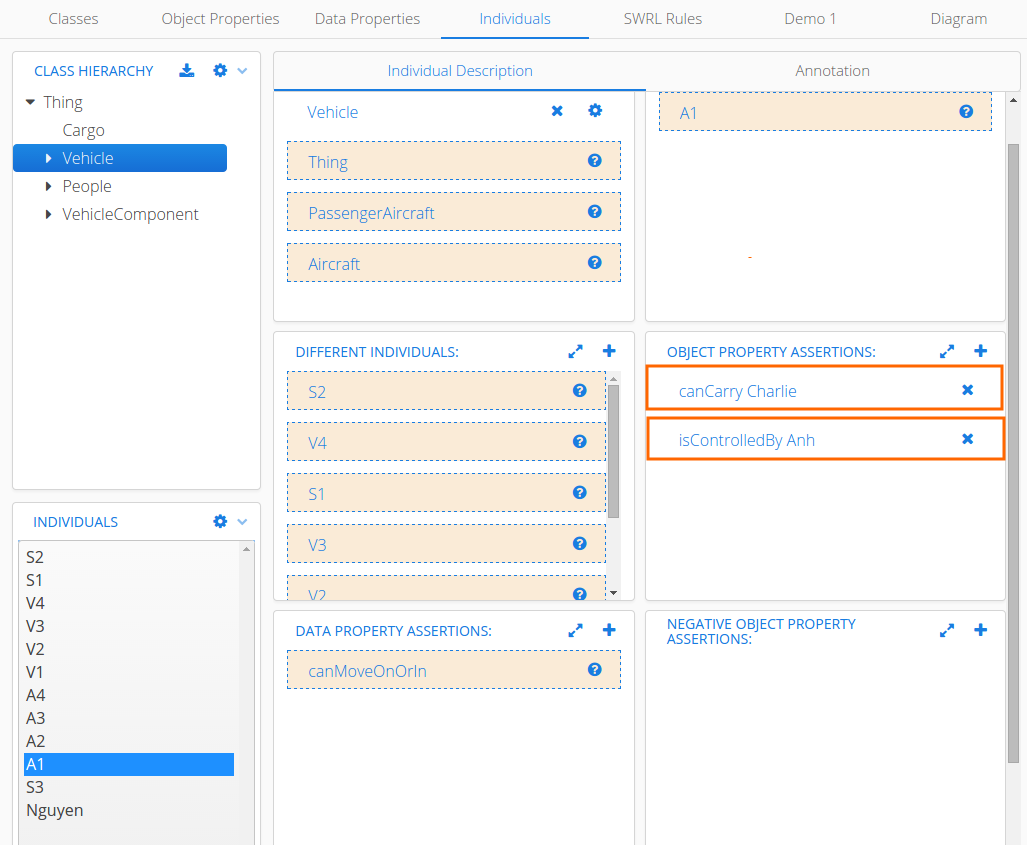 Classes
Object Properties
Data Properties
Individuals
SWRL Rules
Demo 1
Diagram
CLASS HIERARCHY
Thing
Cargo
Vehicle
People
VehicleComponent
INDIVIDUALS
S2
S1
V4
V3
V2
V1
A4
A3
A2
A1
S3
Nguyen
Individual Description
Annotation
Vehicle
Thing
PassengerAircraft
Aircraft
A1
-
DIFFERENT INDIVIDUALS:
S2
V4
S1
V3
V2
OBJECT PROPERTY ASSERTIONS:
canCarry Charlie
isControlledBy Anh
DATA PROPERTY ASSERTIONS:
canMoveOnOrIn
NEGATIVE OBJECT PROPERTY
ASSERTIONS: